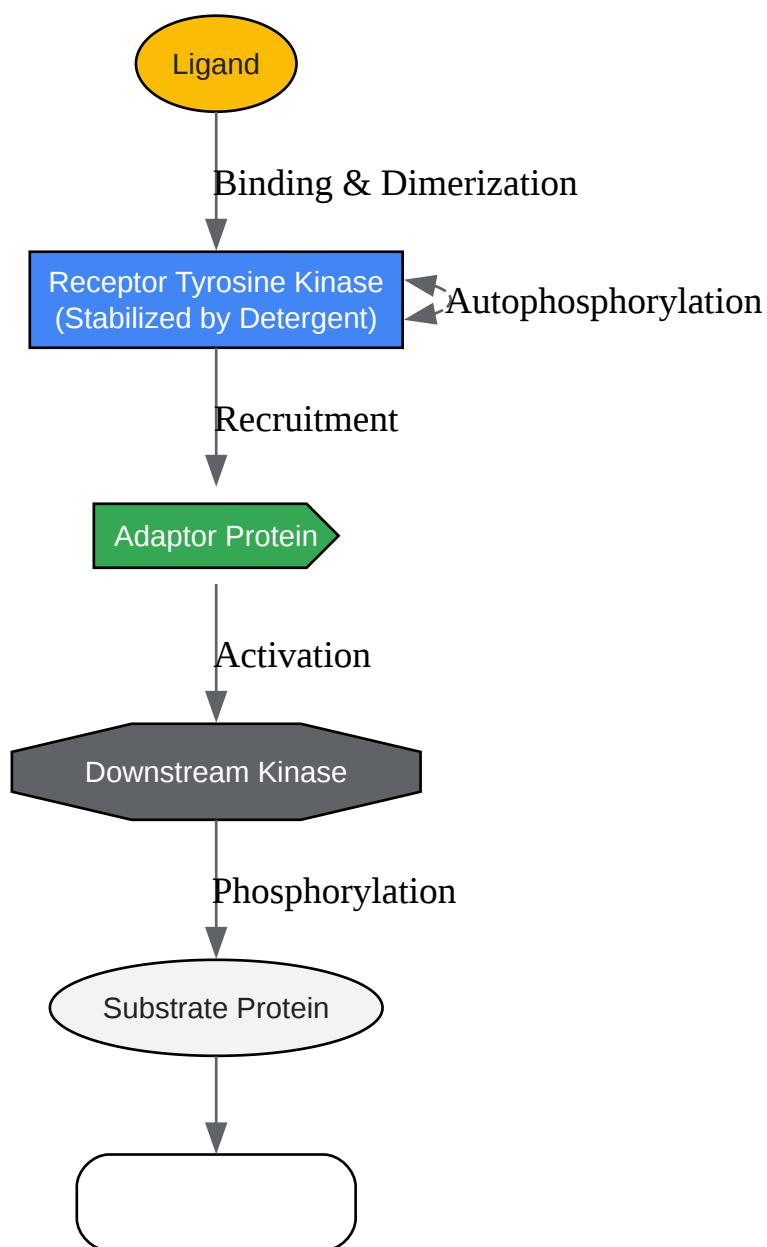 Ligand
Binding & Dimerization
Receptor Tyrosine Kinase
(Stabilized by Detergent)
Autophosphorylation
Recruitment
Adaptor Protein
Activation
Downstream Kinase
Phosphorylation
Substrate Protein